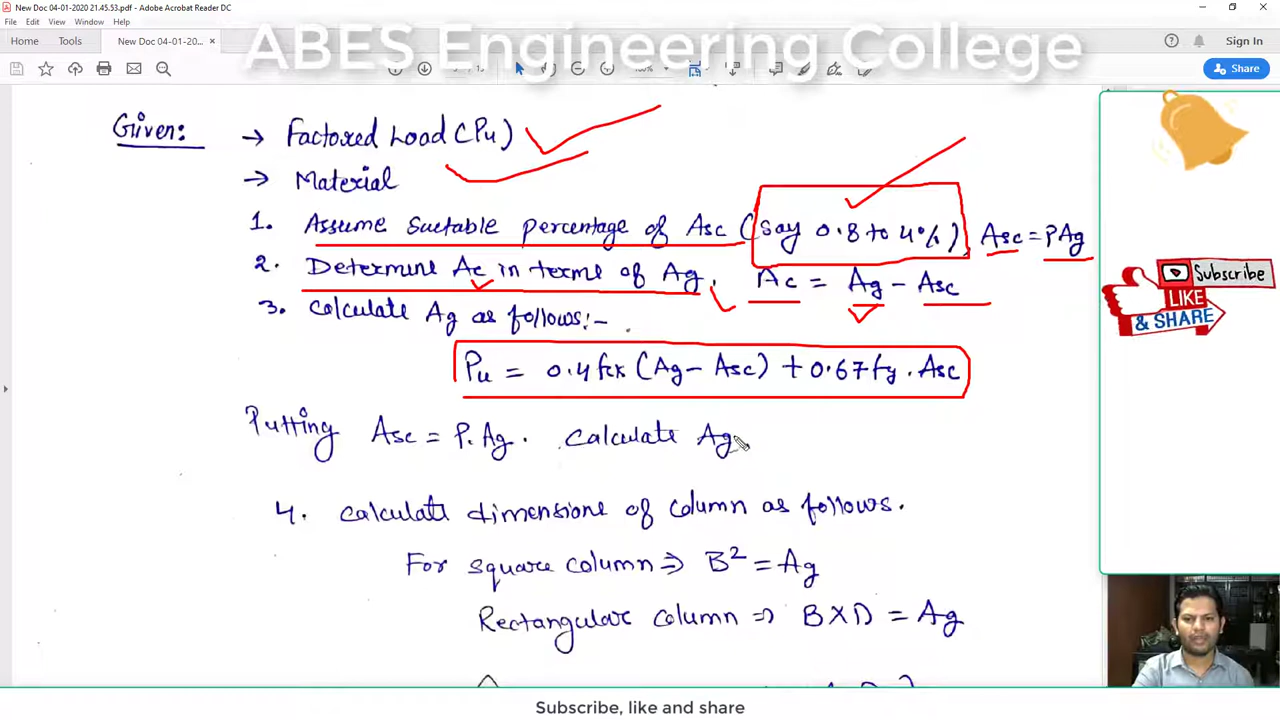 New Doc 04-01-2020 21.45.53.pdf - Adobe Acrobat Reader DC
File Edit View Window Help
Home Tools New Doc 04-01-20... × Sign In
ABES Engineering College
Share
Given: → Factored Load (Pu)
→ Material
1. Assume Suctable percentage of Asc (say 0.8 to 4%) Asc = PAg
2. Determine Ac in terms of Ag. Ac = Ag - Asc
3. Calculate Ag as follows:-
Pu = 0.4 fck (Ag - Asc) + 0.67 fy . Asc
Putting Asc = P. Ag. Calculate Ag
4. Calculate dimensions of column as follows.
For square column ⇒ B² = Ag
Rectangular column ⇒ B X D = Ag
Subscribe
LIKE
& SHARE
Subscribe, like and share